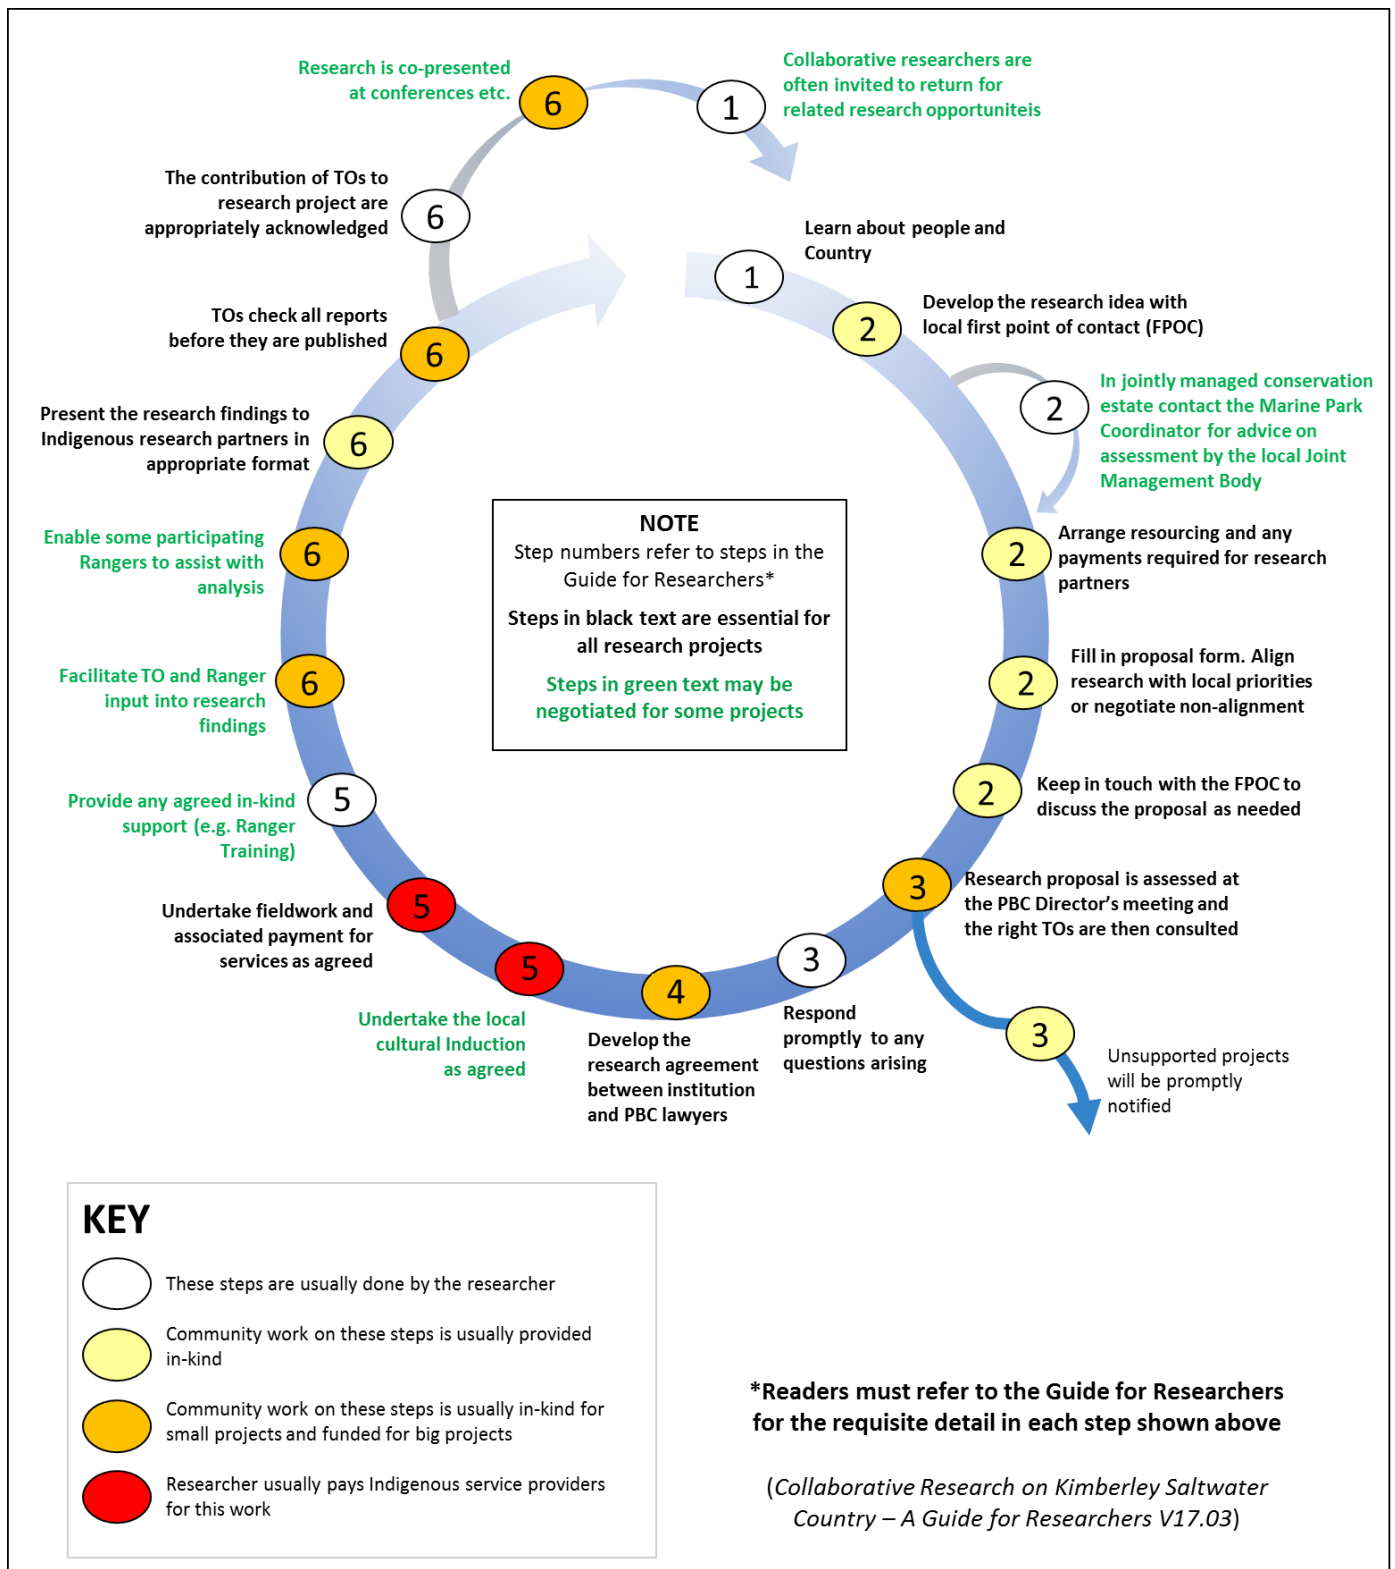 Research is co-presented
at conferences etc.
6
1
Collaborative researchers are
often invited to return for
related research opportuniteis
The contribution of TOs to
research project are
appropriately acknowledged
6
1
Learn about people and
Country
2
Develop the research idea with
local first point of contact (FPOC)
2
In jointly managed conservation
estate contact the Marine Park
Coordinator for advice on
assessment by the local Joint
Management Body
2
Arrange resourcing and any
payments required for research
partners
2
Fill in proposal form. Align
research with local priorities
or negotiate non-alignment
2
Keep in touch with the FPOC to
discuss the proposal as needed
3
Research proposal is assessed at
the PBC Director's meeting and
the right TOs are then consulted
3
Unsupported projects
will be promptly
notified
3
Respond
promptly to any
questions arising
4
Develop the
research agreement
between institution
and PBC lawyers
5
Undertake the local
cultural Induction
as agreed
5
Undertake fieldwork and
associated payment for
services as agreed
5
Provide any agreed in-kind
support (e.g. Ranger
Training)
6
Facilitate TO and Ranger
input into research
findings
6
Enable some participating
Rangers to assist with
analysis
6
Present the research findings to
Indigenous research partners in
appropriate format
6
TOs check all reports
before they are published
NOTE
Step numbers refer to steps in the
Guide for Researchers*
Steps in black text are essential for
all research projects
Steps in green text may be
negotiated for some projects
KEY
These steps are usually done by the researcher
Community work on these steps is usually provided
in-kind
Community work on these steps is usually in-kind for
small projects and funded for big projects
Researcher usually pays Indigenous service providers
for this work
*Readers must refer to the Guide for Researchers
for the requisite detail in each step shown above
(Collaborative Research on Kimberley Saltwater
Country – A Guide for Researchers V17.03)